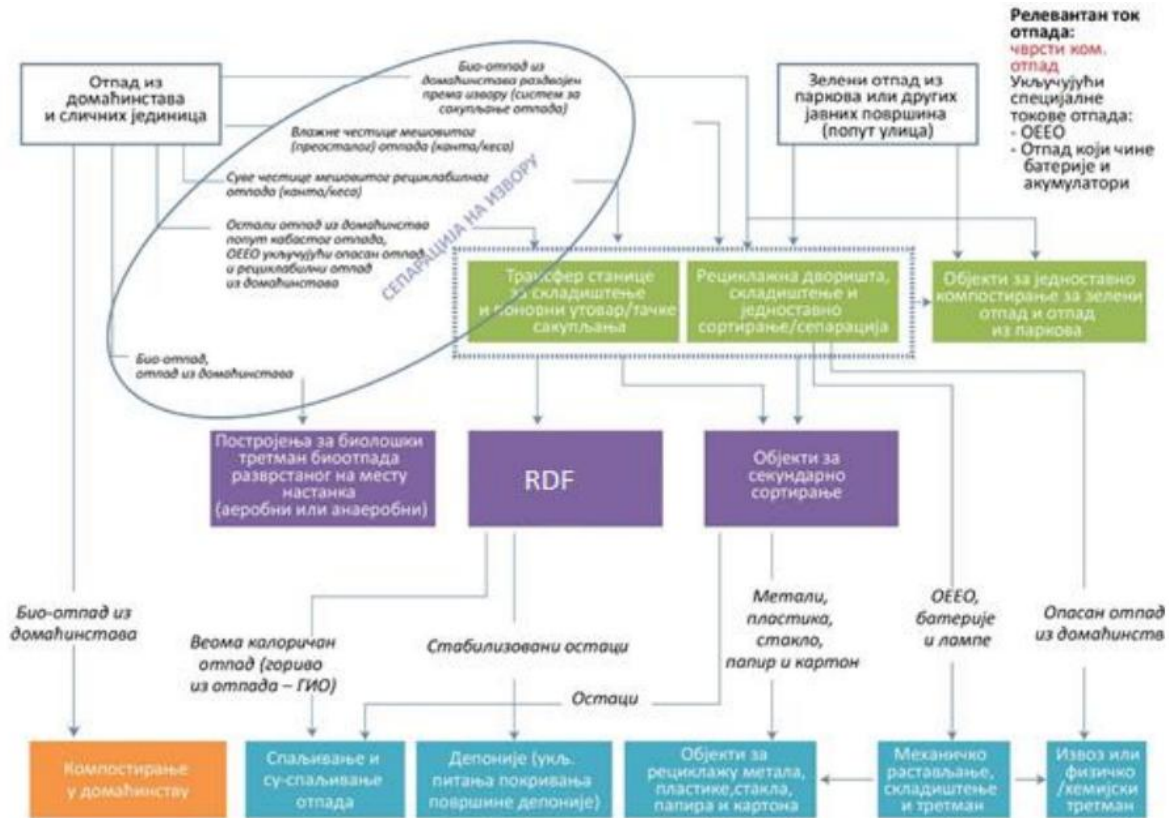 Релевантан ток
отпада:
чврсти ком.
отпад
Укључујући
специјалне
токове отпада:
- ОЕЕО
- Отпад који чине
батерије и
акумулатори
Отпад из
домаћинства
и сличних јединица
Био-отпад из
домаћинстава раздвојен
према извору (систем за
сакупљање отпада)
Зелени отпад из
паркова или других
јавних површина
(попут улица)
Влажне честице мешовитог
(преосталог) отпада (канта/кеса)
Суве честице мешовитог рециклабилног
отпада (канта/кеса)
Остали отпад из домаћинства
попут кабастог отпада,
ОЕЕО укључујући опасан отпад
и рециклабилни отпад
из домаћинстава
СЕПАРАЦИЈА НА ИЗВОРУ
Био-отпад,
отпад из домаћинстава
Трансфер станице
за складиштење
и поновни утовар/тачке
сакупљања
Рециклажна дворишта,
складиштење и
једноставно
сортирање/сепарација
Објекти за једноставно
компостирање за зелени
отпад и отпад
из паркова
Постројења за биолошки
третман биоотпада
разврстаног на месту
настанка
(аеробни или анаеробни)
RDF
Објекти за
секундарно
сортирање
Био-отпад из
домаћинстава
Веома калоричан
отпад (гориво
из отпада – ГИО)
Стабилизовани остаци
Остаци
Метали,
пластика,
стакло,
папир и картон
ОЕЕО,
батерије
и лампе
Опасан отпад
из домаћинств
Компостирање
у домаћинству
Спаљивање и
су-спаљивање
отпада
Депоније (укљ.
питања покривања
површине депоније)
Објекти за
рециклажу метала,
пластике,стакла,
папира и картона
Механичко
растављање,
складиштење
и третман
Извоз или
физичко
/хемијски
третман